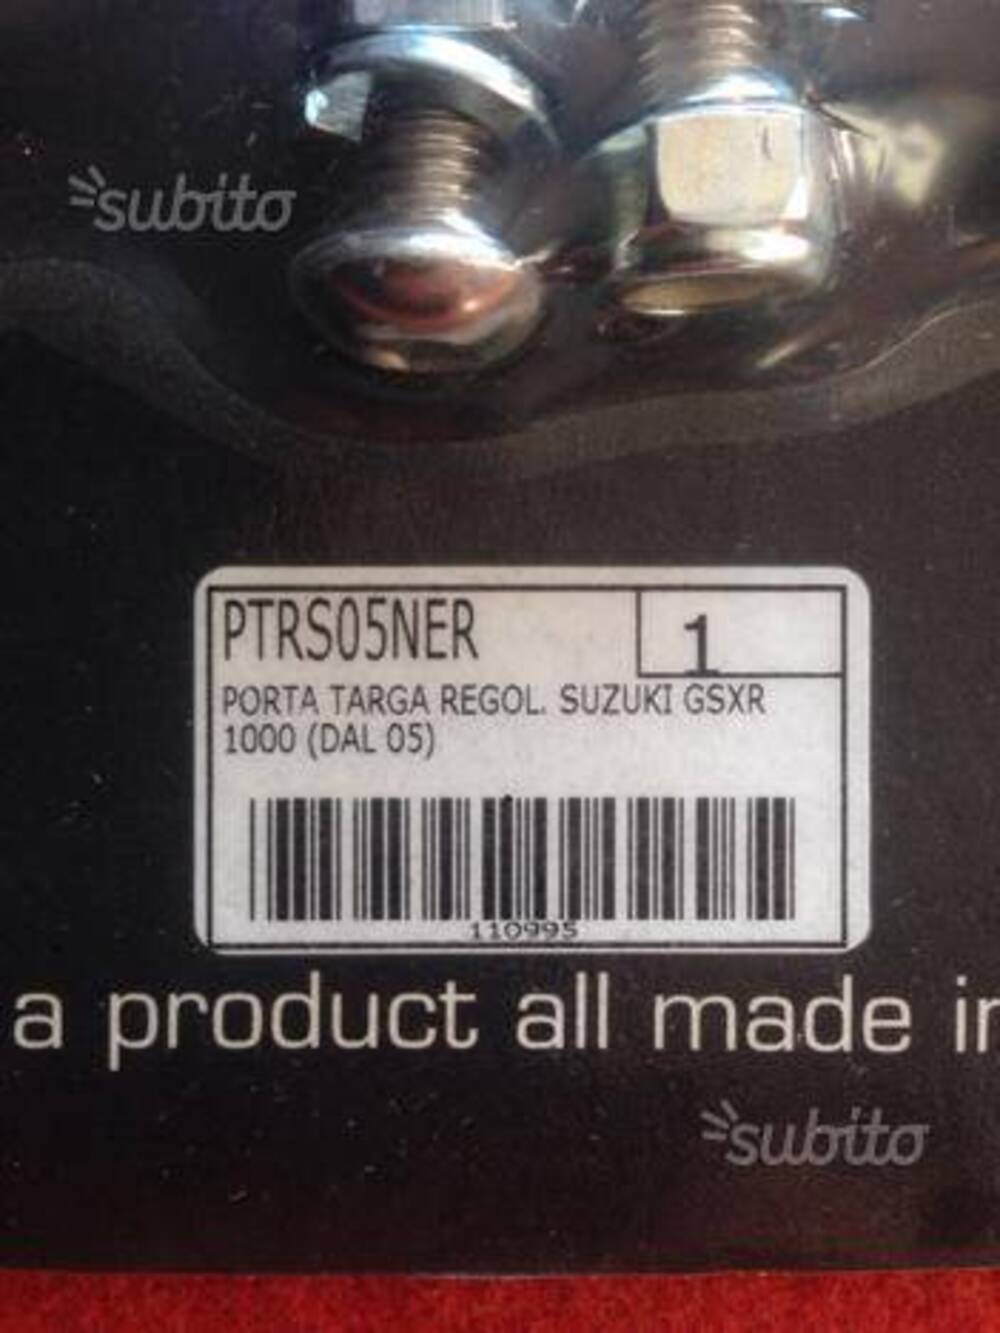 subito
PTRS05NER
1
PORTA TARGA REGOL. SUZUKI GSXR
1000 (DAL 05)
110995
a product all made in
subito